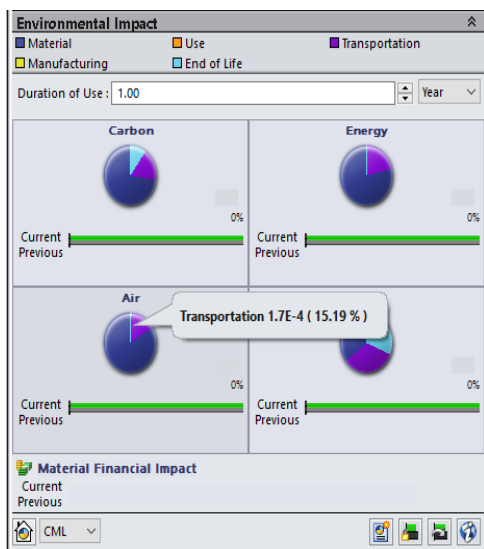 Environmental Impact
Material Use Transportation
Manufacturing End of Life
Duration of Use : 1.00 Year
Carbon Energy
0% 0%
Current Current
Previous Previous
Air
Transportation 1.7E-4 ( 15.19 % )
0% 0%
Current Current
Previous Previous
Material Financial Impact
Current
Previous
CML